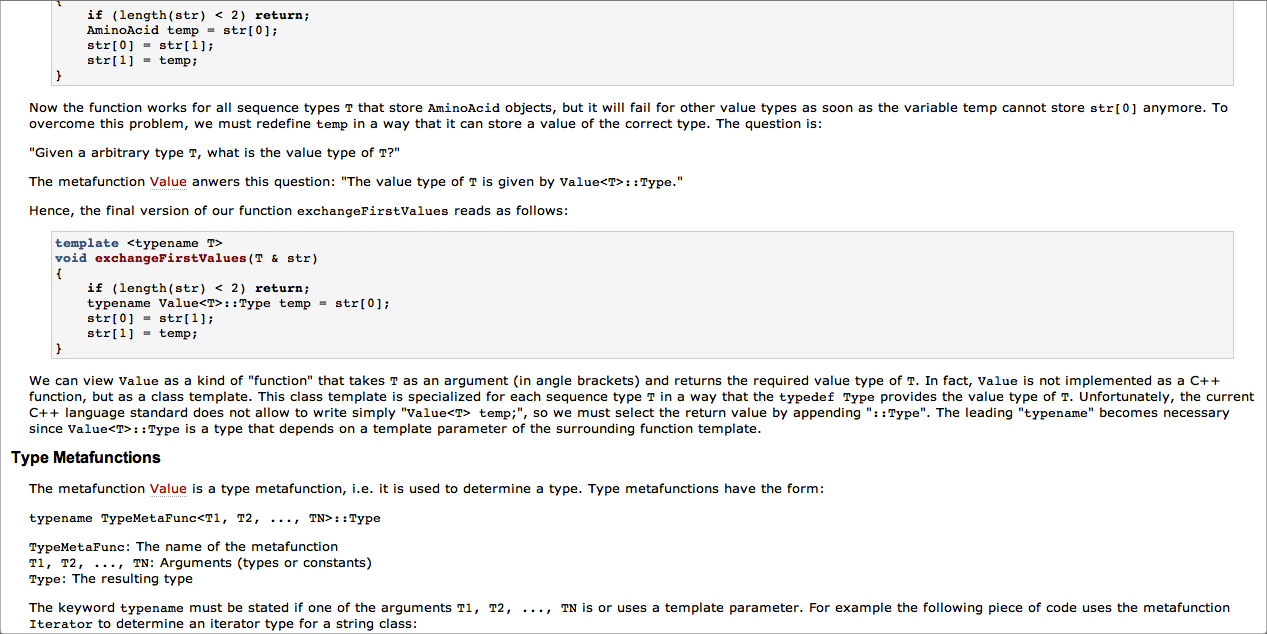 {
if (length(str) < 2) return;
AminoAcid temp = str[0];
str[0] = str[1];
str[1] = temp;
}
Now the function works for all sequence types T that store AminoAcid objects, but it will fail for other value types as soon as the variable temp cannot store str[0] anymore. To
overcome this problem, we must redefine temp in a way that it can store a value of the correct type. The question is:
"Given a arbitrary type T, what is the value type of T?"
The metafunction Value anwers this question: "The value type of T is given by Value<T>::Type."
Hence, the final version of our function exchangeFirstValues reads as follows:
template <typename T>
void exchangeFirstValues(T & str)
{
if (length(str) < 2) return;
typename Value<T>::Type temp = str[0];
str[0] = str[1];
str[1] = temp;
}
We can view Value as a kind of "function" that takes T as an argument (in angle brackets) and returns the required value type of T. In fact, Value is not implemented as a C++
function, but as a class template. This class template is specialized for each sequence type T in a way that the typedef Type provides the value type of T. Unfortunately, the current
C++ language standard does not allow to write simply "Value<T> temp;", so we must select the return value by appending "::Type". The leading "typename" becomes necessary
since Value<T>::Type is a type that depends on a template parameter of the surrounding function template.
Type Metafunctions
The metafunction Value is a type metafunction, i.e. it is used to determine a type. Type metafunctions have the form:
typename TypeMetaFunc<T1, T2, ..., TN>::Type
TypeMetaFunc: The name of the metafunction
T1, T2, ..., TN: Arguments (types or constants)
Type: The resulting type
The keyword typename must be stated if one of the arguments T1, T2, ..., TN is or uses a template parameter. For example the following piece of code uses the metafunction
Iterator to determine an iterator type for a string class: